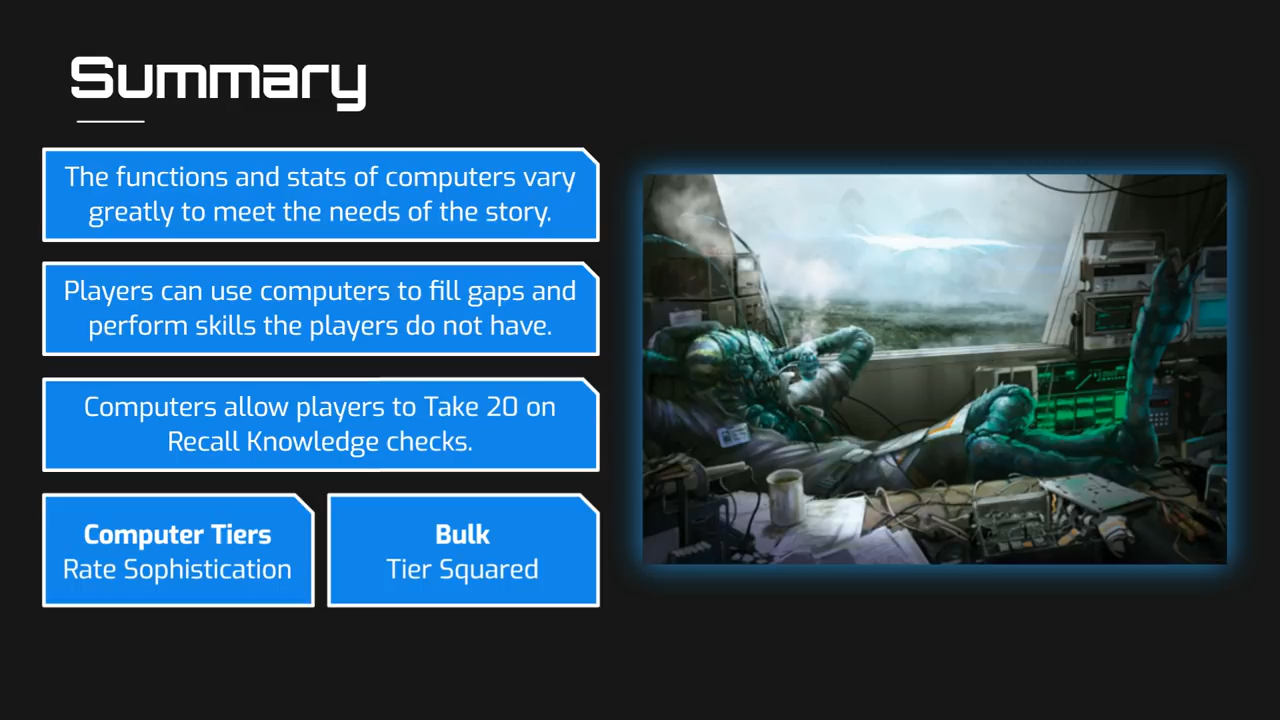 Summary
The functions and stats of computers vary
greatly to meet the needs of the story.
Players can use computers to fill gaps and
perform skills the players do not have.
Computers allow players to Take 20 on
Recall Knowledge checks.
Computer Tiers
Rate Sophistication
Bulk
Tier Squared